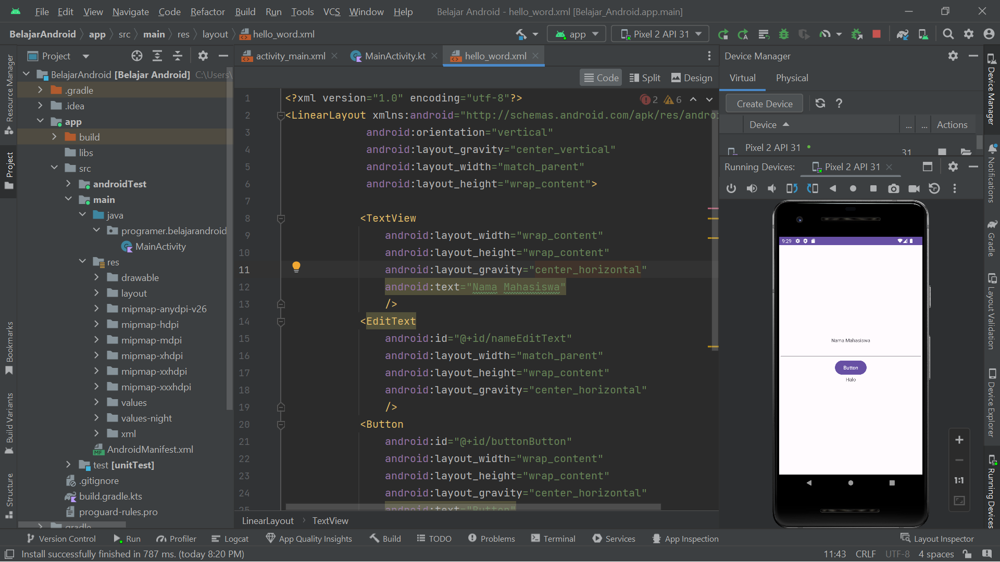 File Edit View Navigate Code Refactor Build Run Tools VCS Window Help Belajar Android - hello_word.xml [Belajar_Android.app.main]
BelajarAndroid app src main res layout hello_word.xml app Pixel 2 API 31
Resource Manager
Project
Bookmarks
Build Variants
Structure
Project
BelajarAndroid [Belajar Android] C:\Users\
.gradle
.idea
app
build
libs
src
androidTest
main
java
programer.belajarandroid
MainActivity
res
drawable
layout
mipmap-anydpi-v26
mipmap-hdpi
mipmap-mdpi
mipmap-xhdpi
mipmap-xxhdpi
mipmap-xxxhdpi
values
values-night
xml
AndroidManifest.xml
test [unitTest]
.gitignore
build.gradle.kts
proguard-rules.pro
gradle
activity_main.xml MainActivity.kt hello_word.xml
Code Split Design
2 6
1 <?xml version="1.0" encoding="utf-8"?>
2 <LinearLayout xmlns:android="http://schemas.android.com/apk/res/andro
3 android:orientation="vertical"
4 android:layout_gravity="center_vertical"
5 android:layout_width="match_parent"
6 android:layout_height="wrap_content">
7
8 <TextView
9 android:layout_width="wrap_content"
10 android:layout_height="wrap_content"
11 android:layout_gravity="center_horizontal"
12 android:text="Nama Mahasiswa"
13 />
14 <EditText
15 android:id="@+id/nameEditText"
16 android:layout_width="match_parent"
17 android:layout_height="wrap_content"
18 android:layout_gravity="center_horizontal"
19 />
20 <Button
21 android:id="@+id/buttonButton"
22 android:layout_width="wrap_content"
23 android:layout_height="wrap_content"
24 android:layout_gravity="center_horizontal"
25 android:text="Button"
LinearLayout TextView
Device Manager
Virtual Physical
Create Device ?
Device ... ... Actions
Pixel 2 API 31 31
Running Devices: Pixel 2 API 31
9:29
Nama Mahasiswa
Button
Halo
1:1
Device Manager
Notifications
Gradle
Layout Validation
Device Explorer
Running Devices
Version Control Run Profiler Logcat App Quality Insights Build TODO Problems Terminal Services App Inspection Layout Inspector
Install successfully finished in 787 ms. (today 8:20 PM) 11:43 CRLF UTF-8 4 spaces